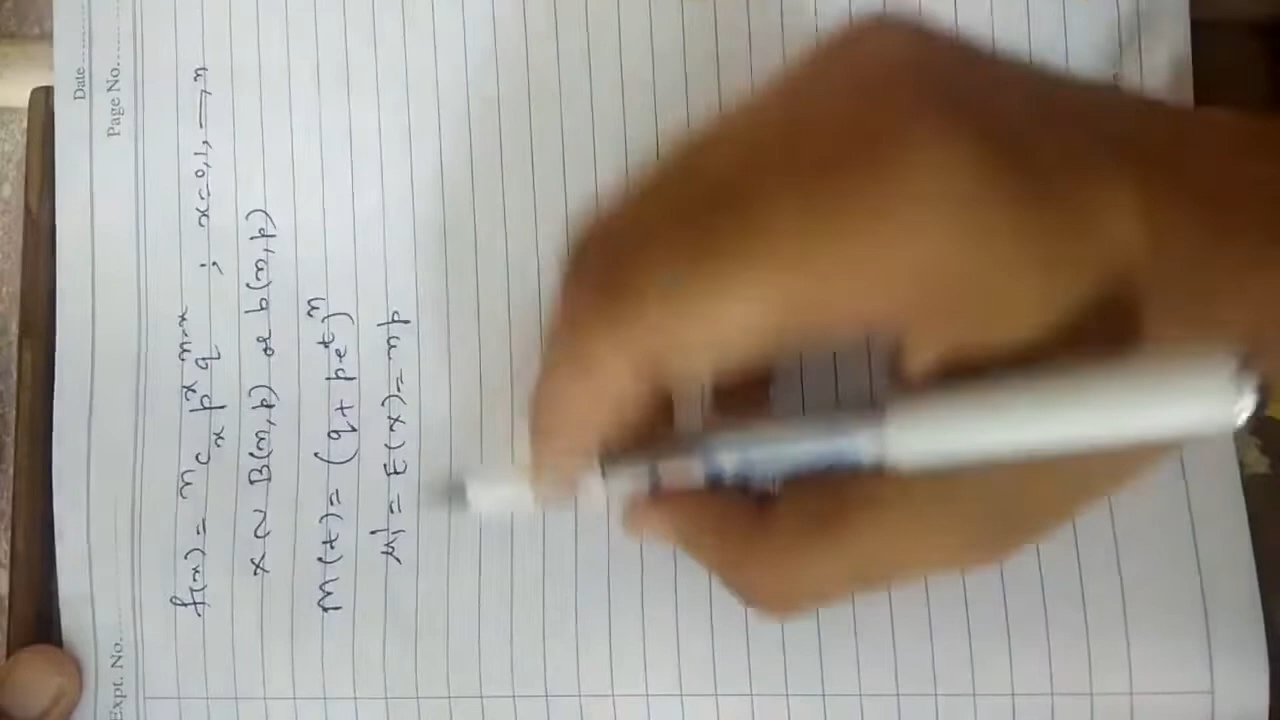 Date
Page No.
Expt. No.
f(x) = ⁿCₓ pˣ qⁿ⁻ˣ ; x = 0, 1, —, n
X ~ B(n, p) or b(n, p)
M(t) = (q + peᵗ)ⁿ
μ₁' = E(X) = np